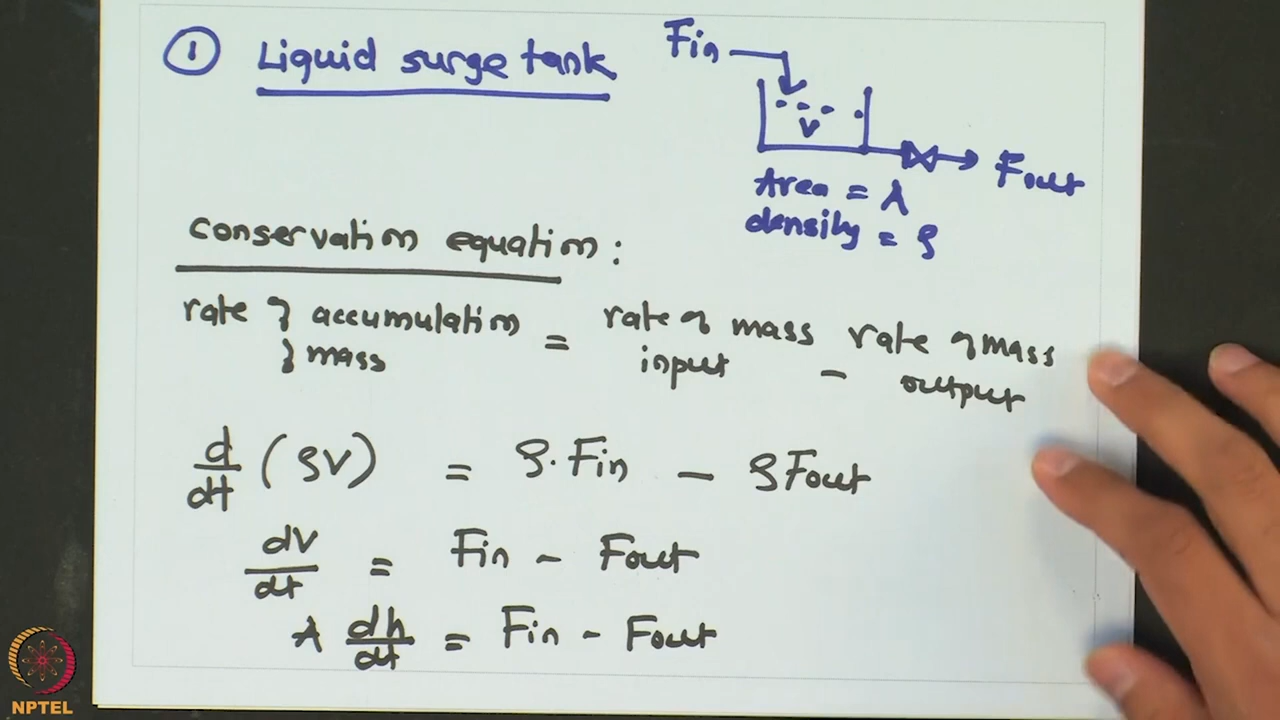 ① Liquid surge tank
Fin
V
Fout
Area = A
density = ρ
Conservation equation:
rate of accumulation of mass = rate of mass input - rate of mass output
d/dt (ρV) = ρ·Fin - ρFout
dV/dt = Fin - Fout
A dh/dt = Fin - Fout
NPTEL